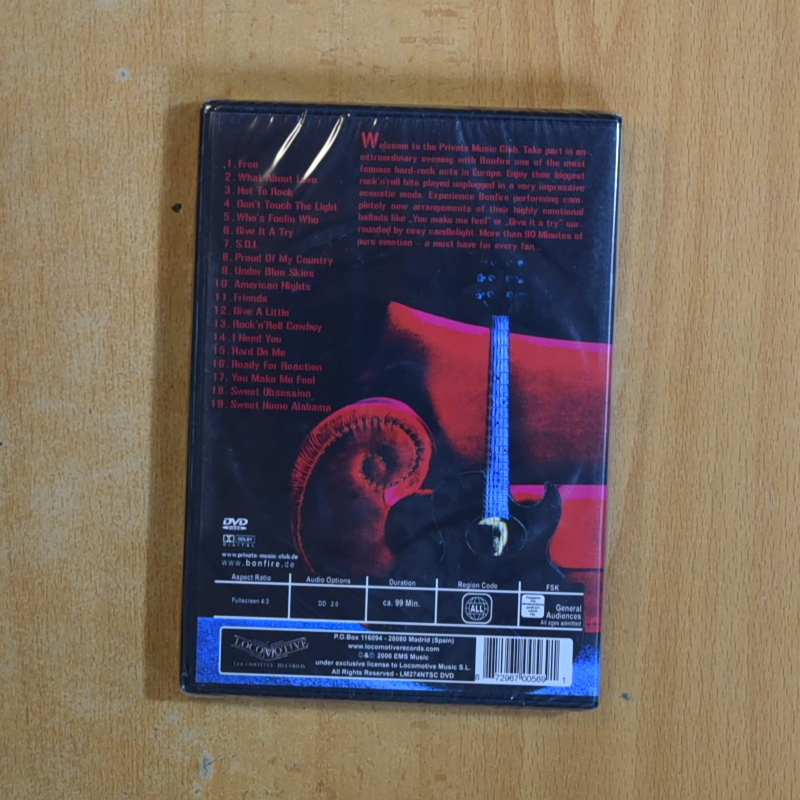 1. Free
2. What About Love
3. Hot To Rock
4. Don't Touch The Light
5. Who's Foolin Who
6. Give It A Try
7. S.D.I.
8. Proud Of My Country
9. Under Blue Skies
10. American Nights
11. Friends
12. Give A Little
13. Rock'n'Roll Cowboy
14. I Need You
15. Hard On Me
16. Ready For Reaction
17. You Make Me Feel
18. Sweet Obsession
19. Sweet Home Alabama
Welcome to the Private Music Club. Take part in an
extraordinary evening with Bonfire one of the most
famous hard-rock acts in Europe. Enjoy their biggest
rock'n'roll hits played unplugged in a very impressive
acoustic mode. Experience Bonfire performing com-
pletely new arrangements of their highly emotional
ballads like „You make me feel" or „Give it a try" sur-
rounded by cosy candlelight. More than 90 Minutes of
pure emotion – a must have for every fan...
DVD
VIDEO
DOLBY
DIGITAL
www.private-music-club.de
www.bonfire.de
Aspect Ratio Audio Options Duration Region Code FSK
Fullscreen 4:3 DD 2.0 ca. 99 Min. ALL General
Audiences
All ages admitted
LOCOMOTIVE
LOCOMOTIVE RECORDS
P.O.Box 116094 - 28080 Madrid (Spain)
www.locomotiverecords.com
2006 EMS Music
under exclusive license to Locomotive Music S.L.
All Rights Reserved - LM274NTSC DVD
8 72967 00569 1